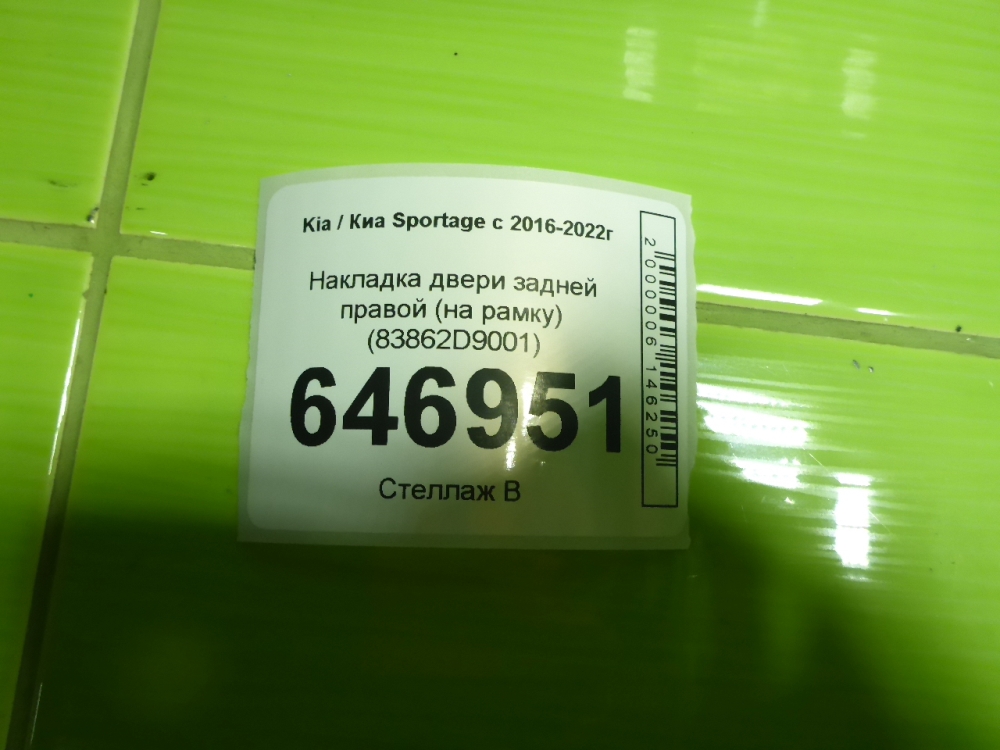 Kia / Киа Sportage с 2016-2022г
Накладка двери задней
правой (на рамку)
(83862D9001)
646951
Стеллаж В
2000006146250